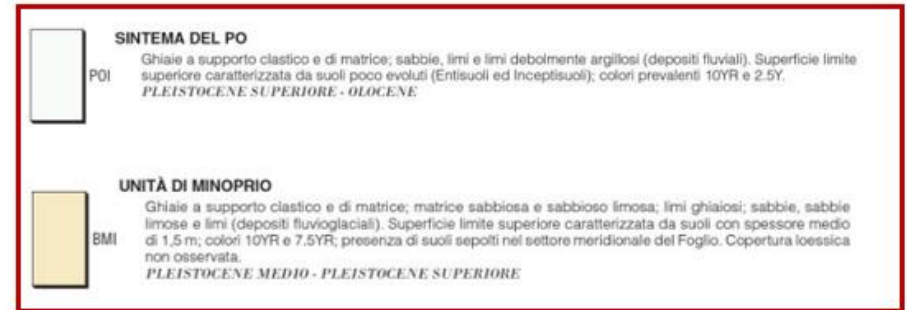 SINTEMA DEL PO
Ghiaie a supporto clastico e di matrice; sabbie, limi e limi debolmente argillosi (depositi fluviali). Superficie limite
POI
superiore caratterizzata da suoli poco evoluti (Entisuoli ed Inceptisuoli); colori prevalenti 10YR e 2.5Y.
PLEISTOCENE SUPERIORE - OLOCENE
UNITÀ DI MINOPRIO
Ghiaie a supporto clastico e di matrice; matrice sabbiosa e sabbioso limosa; limi ghiaiosi; sabbie, sabbie
limose e limi (depositi fluvioglaciali). Superficie limite superiore caratterizzata da suoli con spessore medio
BMI
di 1,5 m; colori 10YR e 7.5YR; presenza di suoli sepolti nel settore meridionale del Foglio. Copertura loessica
non osservata.
PLEISTOCENE MEDIO - PLEISTOCENE SUPERIORE